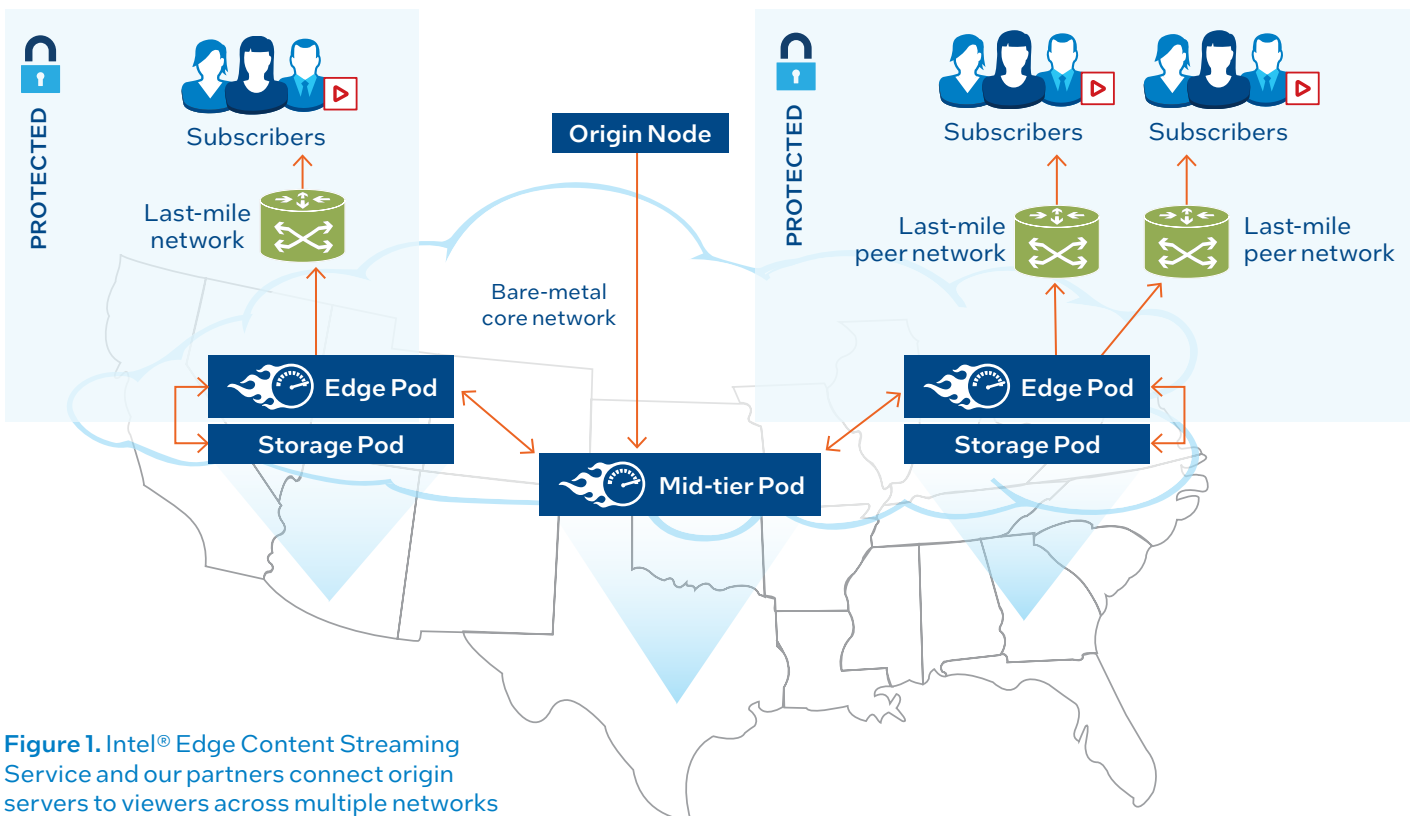 PROTECTED
Subscribers
Last-mile
network
Origin Node
Bare-metal
core network
PROTECTED
Subscribers
Subscribers
Last-mile
peer network
Last-mile
peer network
Edge Pod
Storage Pod
Mid-tier Pod
Edge Pod
Storage Pod
Figure 1. Intel® Edge Content Streaming
Service and our partners connect origin
servers to viewers across multiple networks